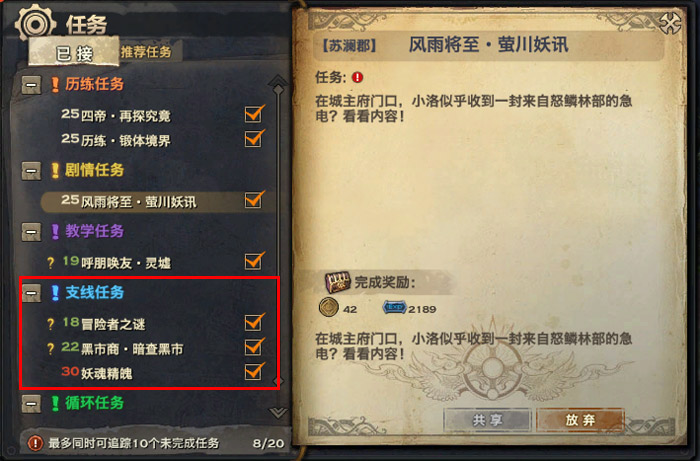 任务
已接
推荐任务
历练任务
25 四帝·再探究竟
25 历练·锻体境界
剧情任务
25 风雨将至·萤川妖讯
教学任务
? 19 呼朋唤友·灵墟
支线任务
? 18 冒险者之谜
? 22 黑市商·暗查黑市
30 妖魂精魄
循环任务
最多同时可追踪10个未完成任务 8/20
【苏澜郡】 风雨将至·萤川妖讯
任务:
在城主府门口，小洛似乎收到一封来自怒鳞林部的急
电？看看内容！
完成奖励:
42 EXP 2189
在城主府门口，小洛似乎收到一封来自怒鳞林部的急
电？看看内容！
共享 放弃